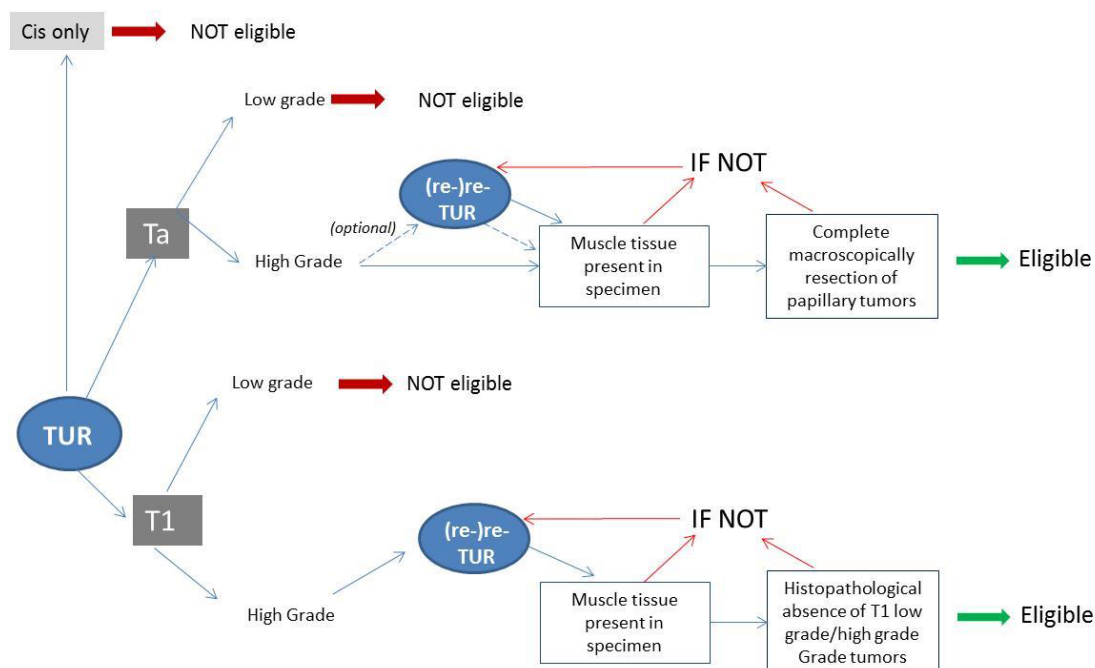 Cis only
NOT eligible
Low grade
NOT eligible
IF NOT
(re-)re-
TUR
(optional)
Ta
High Grade
Muscle tissue
present in
specimen
Complete
macroscopically
resection of
papillary tumors
Eligible
Low grade
NOT eligible
TUR
T1
IF NOT
(re-)re-
TUR
High Grade
Muscle tissue
present in
specimen
Histopathological
absence of T1 low
grade/high grade
Grade tumors
Eligible